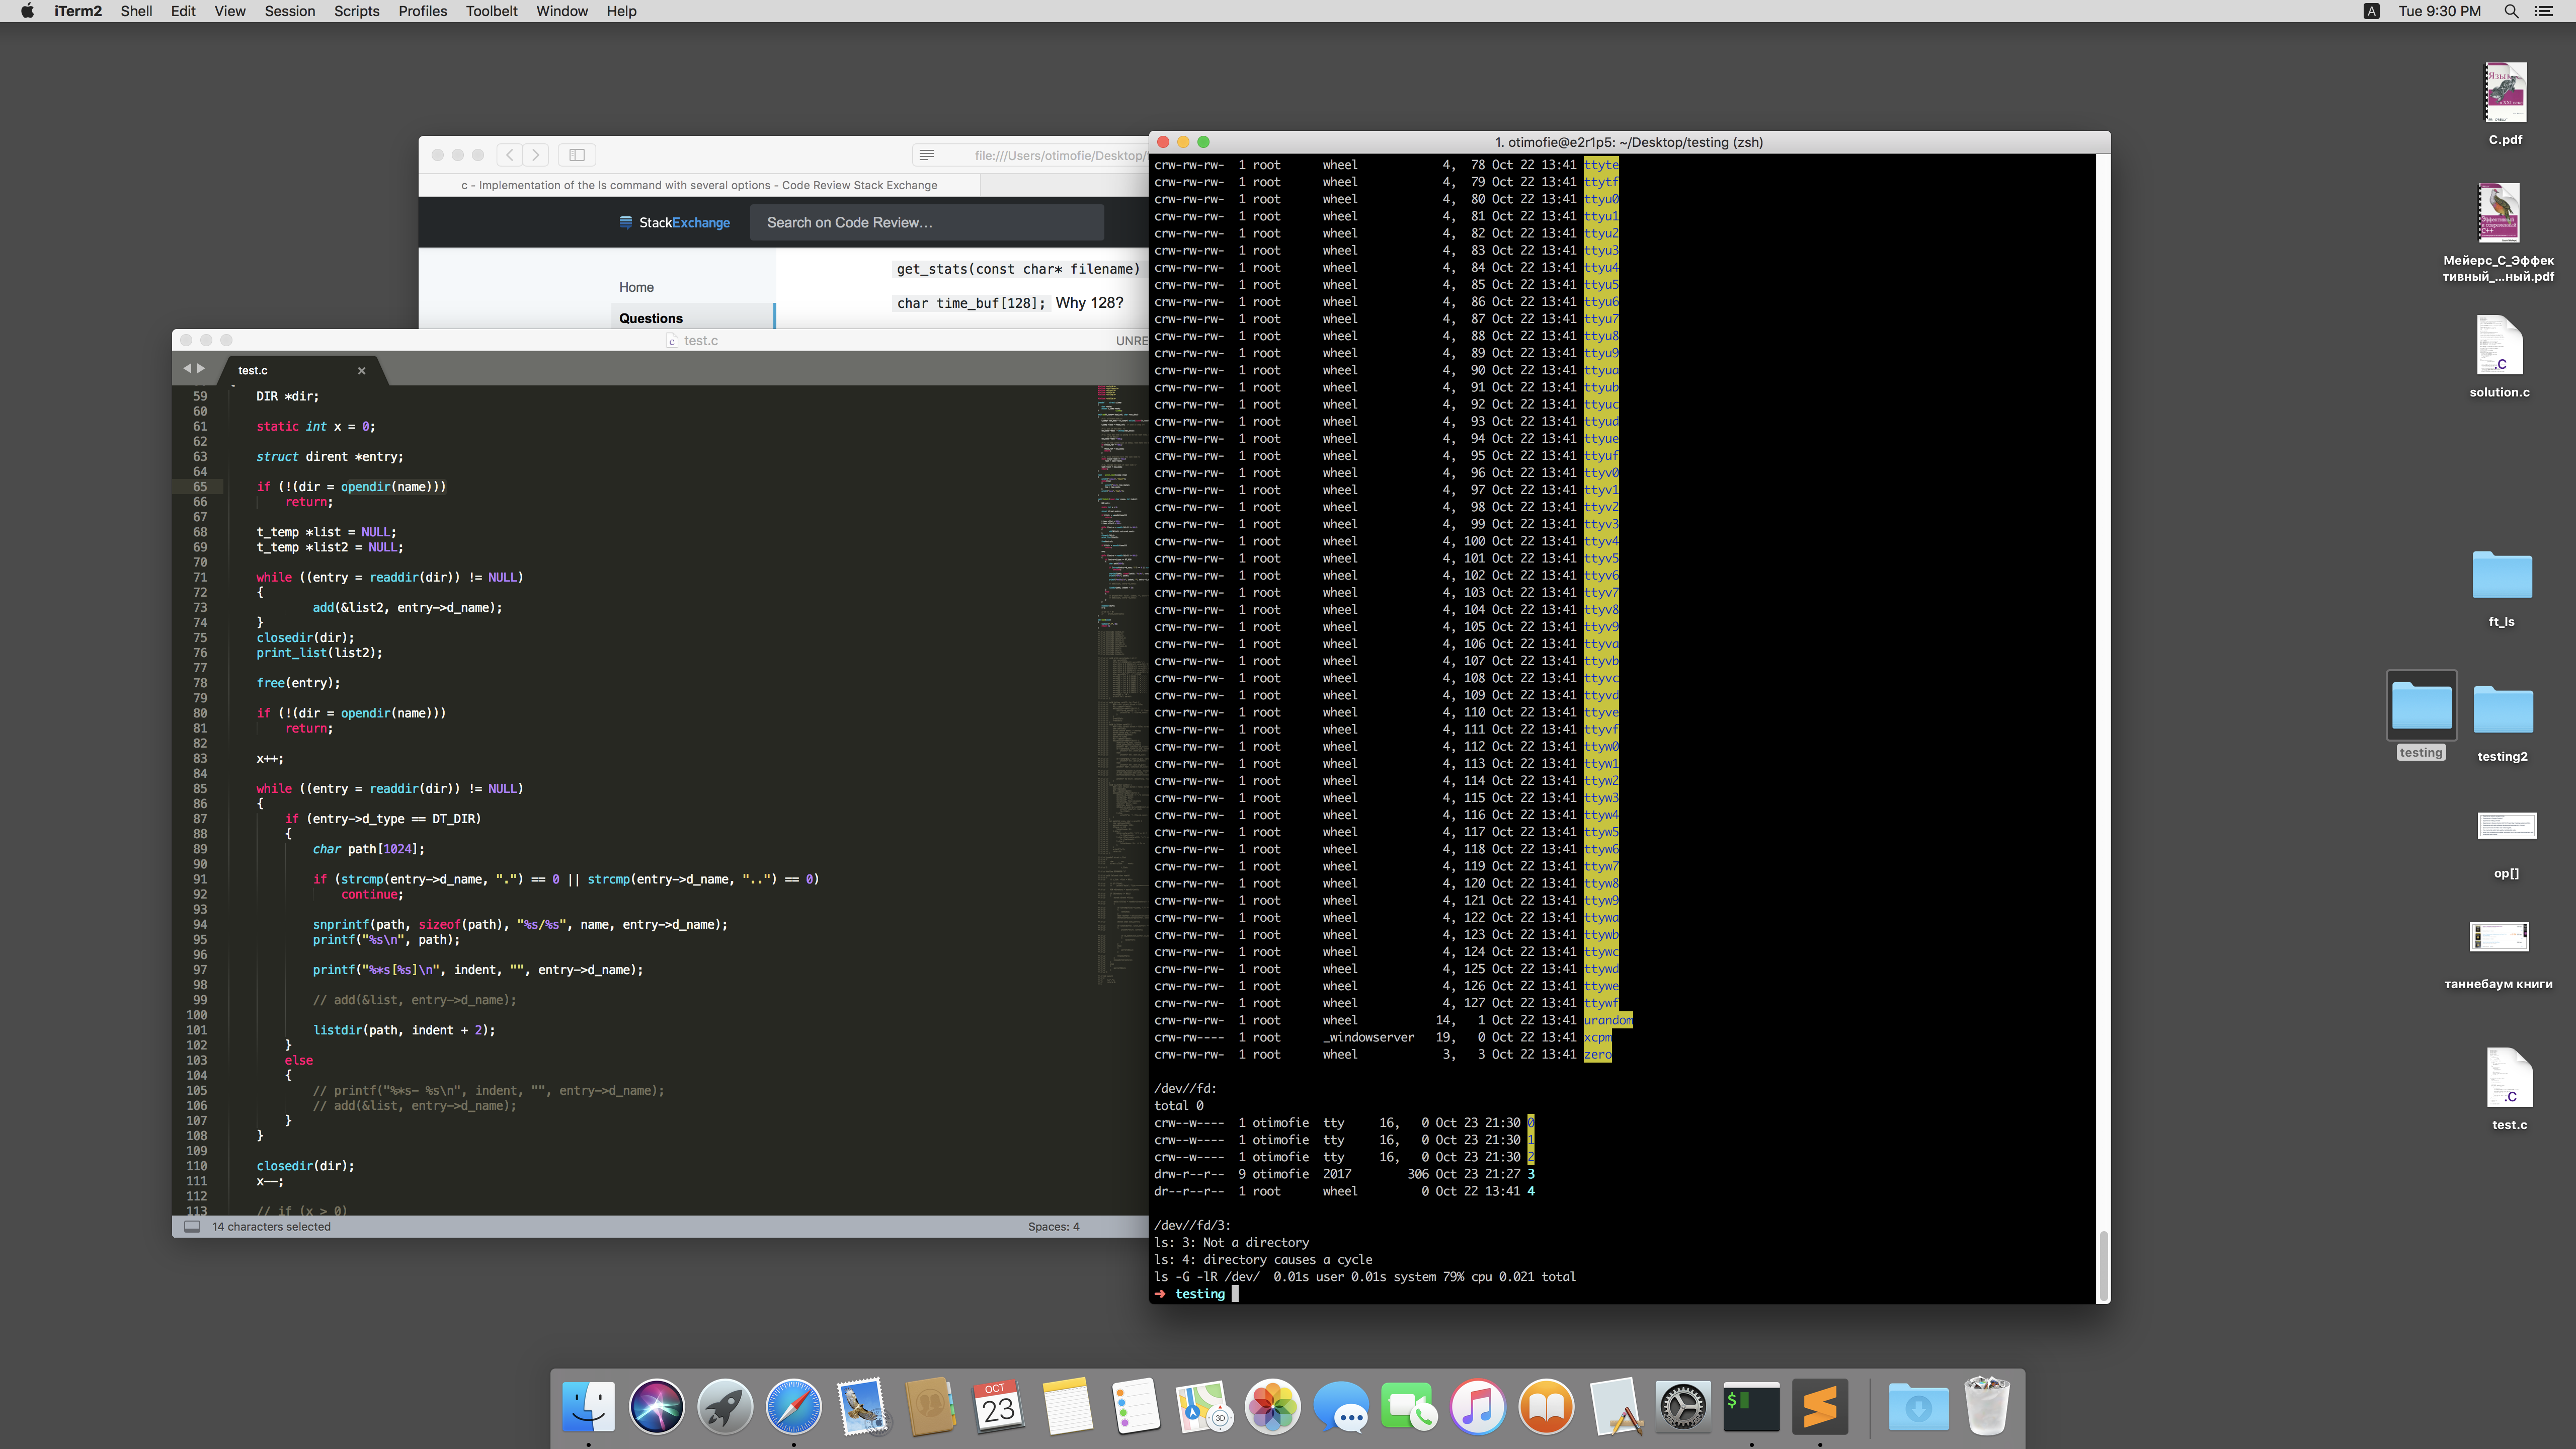 iTerm2 Shell Edit View Session Scripts Profiles Toolbelt Window Help
A Tue 9:30 PM
file:///Users/otimofie/Desktop/
c - Implementation of the ls command with several options - Code Review Stack Exchange
StackExchange Search on Code Review…
Home
Questions
get_stats(const char* filename)
char time_buf[128]; Why 128?
test.c UNRE
test.c
59 DIR *dir;
60
61 static int x = 0;
62
63 struct dirent *entry;
64
65 if (!(dir = opendir(name)))
66 return;
67
68 t_temp *list = NULL;
69 t_temp *list2 = NULL;
70
71 while ((entry = readdir(dir)) != NULL)
72 {
73 add(&list2, entry->d_name);
74 }
75 closedir(dir);
76 print_list(list2);
77
78 free(entry);
79
80 if (!(dir = opendir(name)))
81 return;
82
83 x++;
84
85 while ((entry = readdir(dir)) != NULL)
86 {
87 if (entry->d_type == DT_DIR)
88 {
89 char path[1024];
90
91 if (strcmp(entry->d_name, ".") == 0 || strcmp(entry->d_name, "..") == 0)
92 continue;
93
94 snprintf(path, sizeof(path), "%s/%s", name, entry->d_name);
95 printf("%s\n", path);
96
97 printf("%*s[%s]\n", indent, "", entry->d_name);
98
99 // add(&list, entry->d_name);
100
101 listdir(path, indent + 2);
102 }
103 else
104 {
105 // printf("%*s- %s\n", indent, "", entry->d_name);
106 // add(&list, entry->d_name);
107 }
108 }
109
110 closedir(dir);
111 x--;
112
113 // if (x > 0)
14 characters selected Spaces: 4
1. otimofie@e2r1p5: ~/Desktop/testing (zsh)
crw-rw-rw- 1 root wheel 4, 78 Oct 22 13:41 ttyte
crw-rw-rw- 1 root wheel 4, 79 Oct 22 13:41 ttytf
crw-rw-rw- 1 root wheel 4, 80 Oct 22 13:41 ttyu0
crw-rw-rw- 1 root wheel 4, 81 Oct 22 13:41 ttyu1
crw-rw-rw- 1 root wheel 4, 82 Oct 22 13:41 ttyu2
crw-rw-rw- 1 root wheel 4, 83 Oct 22 13:41 ttyu3
crw-rw-rw- 1 root wheel 4, 84 Oct 22 13:41 ttyu4
crw-rw-rw- 1 root wheel 4, 85 Oct 22 13:41 ttyu5
crw-rw-rw- 1 root wheel 4, 86 Oct 22 13:41 ttyu6
crw-rw-rw- 1 root wheel 4, 87 Oct 22 13:41 ttyu7
crw-rw-rw- 1 root wheel 4, 88 Oct 22 13:41 ttyu8
crw-rw-rw- 1 root wheel 4, 89 Oct 22 13:41 ttyu9
crw-rw-rw- 1 root wheel 4, 90 Oct 22 13:41 ttyua
crw-rw-rw- 1 root wheel 4, 91 Oct 22 13:41 ttyub
crw-rw-rw- 1 root wheel 4, 92 Oct 22 13:41 ttyuc
crw-rw-rw- 1 root wheel 4, 93 Oct 22 13:41 ttyud
crw-rw-rw- 1 root wheel 4, 94 Oct 22 13:41 ttyue
crw-rw-rw- 1 root wheel 4, 95 Oct 22 13:41 ttyuf
crw-rw-rw- 1 root wheel 4, 96 Oct 22 13:41 ttyv0
crw-rw-rw- 1 root wheel 4, 97 Oct 22 13:41 ttyv1
crw-rw-rw- 1 root wheel 4, 98 Oct 22 13:41 ttyv2
crw-rw-rw- 1 root wheel 4, 99 Oct 22 13:41 ttyv3
crw-rw-rw- 1 root wheel 4, 100 Oct 22 13:41 ttyv4
crw-rw-rw- 1 root wheel 4, 101 Oct 22 13:41 ttyv5
crw-rw-rw- 1 root wheel 4, 102 Oct 22 13:41 ttyv6
crw-rw-rw- 1 root wheel 4, 103 Oct 22 13:41 ttyv7
crw-rw-rw- 1 root wheel 4, 104 Oct 22 13:41 ttyv8
crw-rw-rw- 1 root wheel 4, 105 Oct 22 13:41 ttyv9
crw-rw-rw- 1 root wheel 4, 106 Oct 22 13:41 ttyva
crw-rw-rw- 1 root wheel 4, 107 Oct 22 13:41 ttyvb
crw-rw-rw- 1 root wheel 4, 108 Oct 22 13:41 ttyvc
crw-rw-rw- 1 root wheel 4, 109 Oct 22 13:41 ttyvd
crw-rw-rw- 1 root wheel 4, 110 Oct 22 13:41 ttyve
crw-rw-rw- 1 root wheel 4, 111 Oct 22 13:41 ttyvf
crw-rw-rw- 1 root wheel 4, 112 Oct 22 13:41 ttyw0
crw-rw-rw- 1 root wheel 4, 113 Oct 22 13:41 ttyw1
crw-rw-rw- 1 root wheel 4, 114 Oct 22 13:41 ttyw2
crw-rw-rw- 1 root wheel 4, 115 Oct 22 13:41 ttyw3
crw-rw-rw- 1 root wheel 4, 116 Oct 22 13:41 ttyw4
crw-rw-rw- 1 root wheel 4, 117 Oct 22 13:41 ttyw5
crw-rw-rw- 1 root wheel 4, 118 Oct 22 13:41 ttyw6
crw-rw-rw- 1 root wheel 4, 119 Oct 22 13:41 ttyw7
crw-rw-rw- 1 root wheel 4, 120 Oct 22 13:41 ttyw8
crw-rw-rw- 1 root wheel 4, 121 Oct 22 13:41 ttyw9
crw-rw-rw- 1 root wheel 4, 122 Oct 22 13:41 ttywa
crw-rw-rw- 1 root wheel 4, 123 Oct 22 13:41 ttywb
crw-rw-rw- 1 root wheel 4, 124 Oct 22 13:41 ttywc
crw-rw-rw- 1 root wheel 4, 125 Oct 22 13:41 ttywd
crw-rw-rw- 1 root wheel 4, 126 Oct 22 13:41 ttywe
crw-rw-rw- 1 root wheel 4, 127 Oct 22 13:41 ttywf
crw-rw-rw- 1 root wheel 14, 1 Oct 22 13:41 urandom
crw-rw---- 1 root _windowserver 19, 0 Oct 22 13:41 xcpm
crw-rw-rw- 1 root wheel 3, 3 Oct 22 13:41 zero
/dev//fd:
total 0
crw--w---- 1 otimofie tty 16, 0 Oct 23 21:30 0
crw--w---- 1 otimofie tty 16, 0 Oct 23 21:30 1
crw--w---- 1 otimofie tty 16, 0 Oct 23 21:30 2
drw-r--r-- 9 otimofie 2017 306 Oct 23 21:27 3
dr--r--r-- 1 root wheel 0 Oct 22 13:41 4
/dev//fd/3:
ls: 3: Not a directory
ls: 4: directory causes a cycle
ls -G -lR /dev/ 0.01s user 0.01s system 79% cpu 0.021 total
➜ testing
C.pdf
Мейерс_С_Эффек
тивный_...ный.pdf
.C
solution.c
ft_ls
testing
testing2
op[]
таннебаум книги
.C
test.c
OCT
23
3D
$